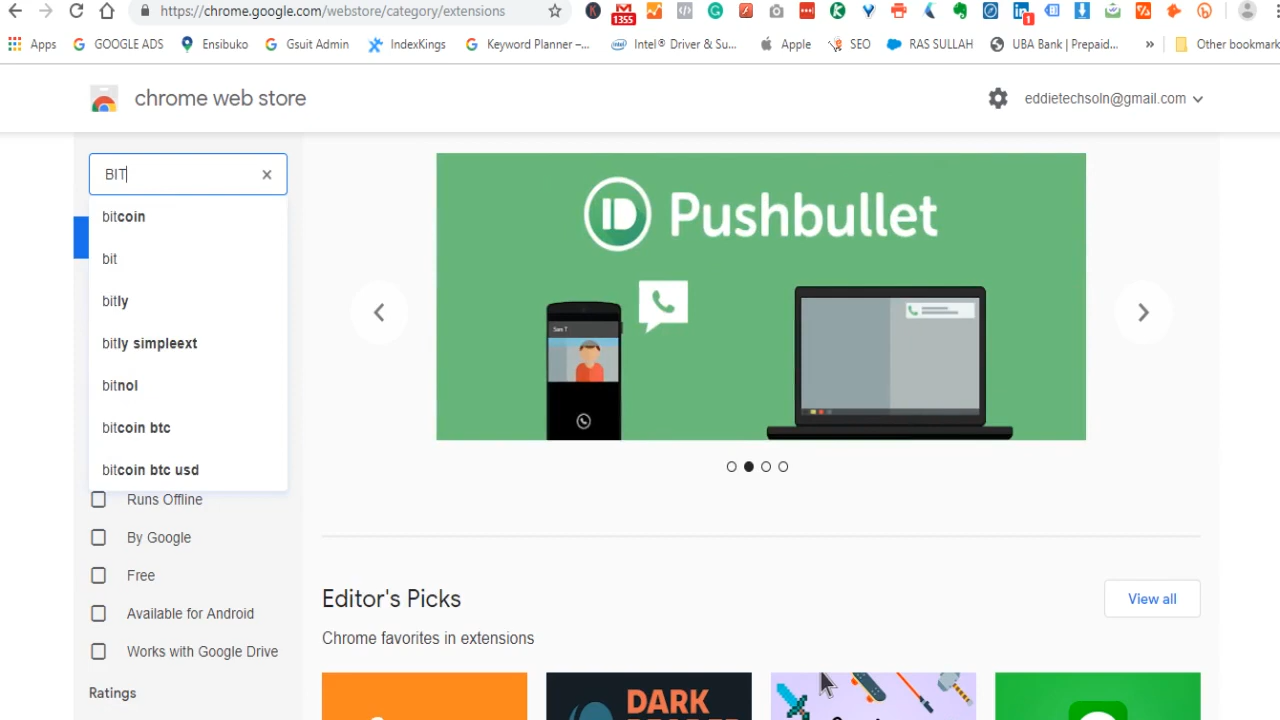 https://chrome.google.com/webstore/category/extensions
1355
1
Apps
GOOGLE ADS
Ensibuko
Gsuit Admin
IndexKings
Keyword Planner –...
Intel® Driver & Su...
Apple
SEO
RAS SULLAH
UBA Bank | Prepaid...
»
Other bookmark
chrome web store
eddietechsoln@gmail.com
BIT
bitcoin
bit
bitly
bitly simpleext
bitnol
bitcoin btc
bitcoin btc usd
Runs Offline
By Google
Free
Available for Android
Works with Google Drive
Ratings
Pushbullet
Editor's Picks
View all
Chrome favorites in extensions
DARK